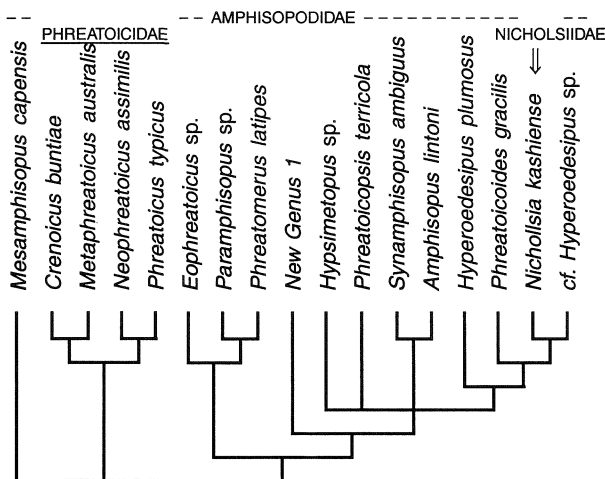 AMPHISOPODIDAE
PHREATOICIDAE
NICHOLSIIDAE
Mesamphisopus capensis
Crenoicus buntiae
Metaphreatoicus australis
Neophreatoicus assimilis
Phreatoicus typicus
Eophreatoicus sp.
Paramphisopus sp.
Phreatomerus latipes
New Genus 1
Hypsimetopus sp.
Phreatoicopsis terricola
Synamphisopus ambiguus
Amphisopus lintoni
Hyperoedesipus plumosus
Phreatoicoides gracilis
Nichollsia kashiense
cf. Hyperoedesipus sp.